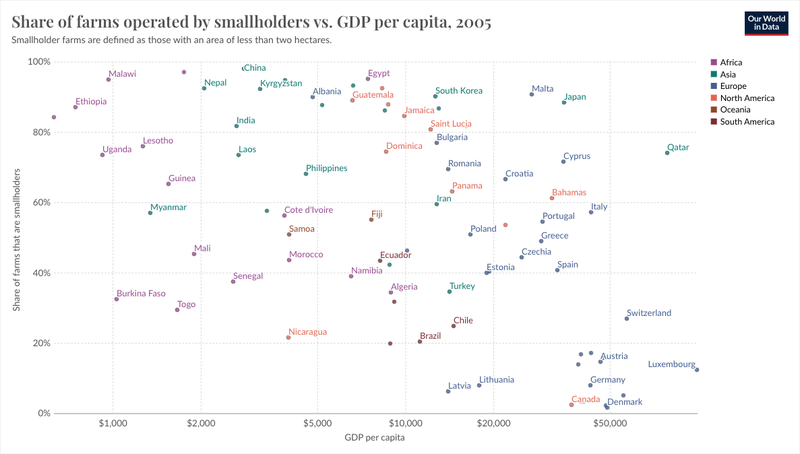 Share of farms operated by smallholders vs. GDP per capita, 2005
Smallholder farms are defined as those with an area of less than two hectares.
Our World
in Data
100%
80%
60%
40%
20%
0%
Share of farms that are smallholders
$1,000
$2,000
$5,000
$10,000
$20,000
$50,000
GDP per capita
China
Malawi
Egypt
Nepal
Kyrgyzstan
Albania
Guatemala
South Korea
Malta
Japan
Ethiopia
Jamaica
India
Saint Lucia
Lesotho
Bulgaria
Uganda
Laos
Dominica
Qatar
Philippines
Romania
Cyprus
Guinea
Croatia
Panama
Bahamas
Myanmar
Iran
Cote d'Ivoire
Fiji
Italy
Portugal
Samoa
Poland
Greece
Mali
Morocco
Ecuador
Czechia
Senegal
Namibia
Estonia
Spain
Burkina Faso
Algeria
Turkey
Togo
Switzerland
Chile
Nicaragua
Brazil
Austria
Luxembourg
Latvia
Lithuania
Germany
Canada
Denmark
Africa
Asia
Europe
North America
Oceania
South America